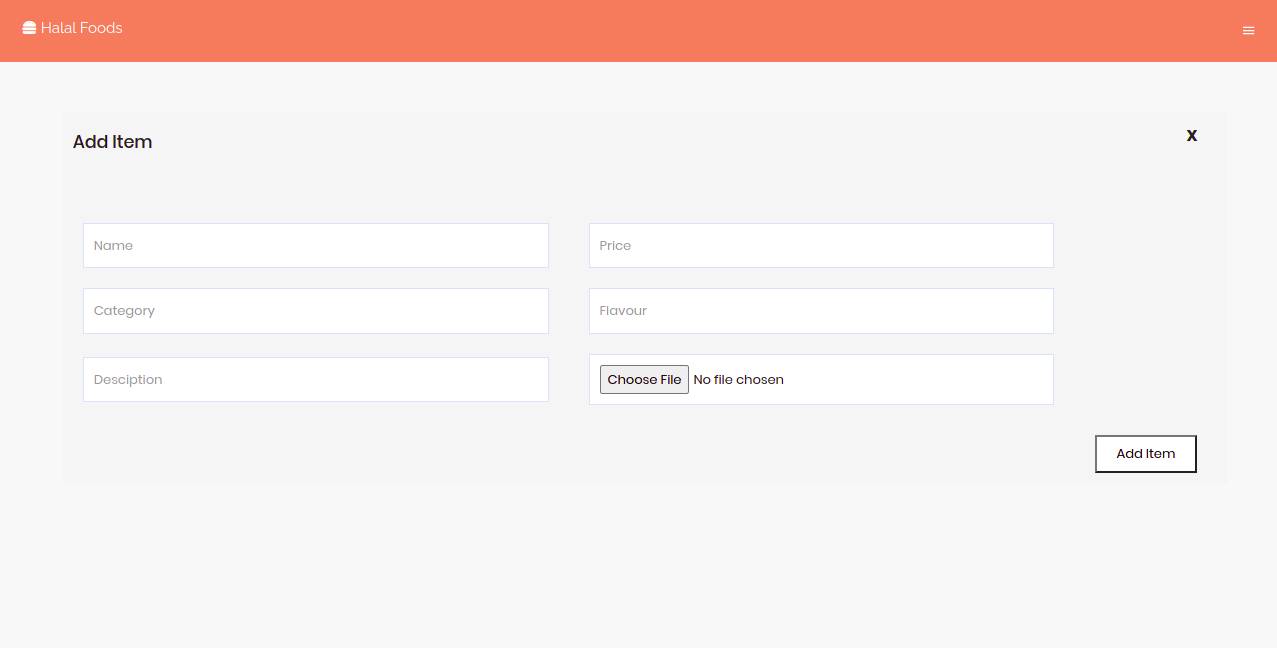 Halal Foods
Add Item
X
Name
Price
Category
Flavour
Desciption
Choose File No file chosen
Add Item